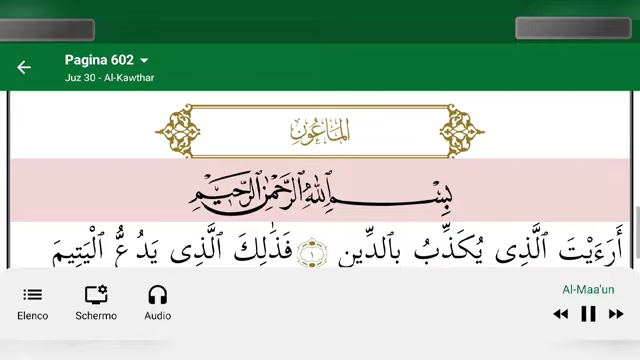 Pagina 602
Juz 30 - Al-Kawthar
الماعون
بِسْمِ اللَّهِ الرَّحْمَٰنِ الرَّحِيمِ
أَرَءَيْتَ ٱلَّذِى يُكَذِّبُ بِٱلدِّينِ ١ فَذَٰلِكَ ٱلَّذِى يَدُعُّ ٱلْيَتِيمَ
Elenco
Schermo
Audio
Al-Maa'un